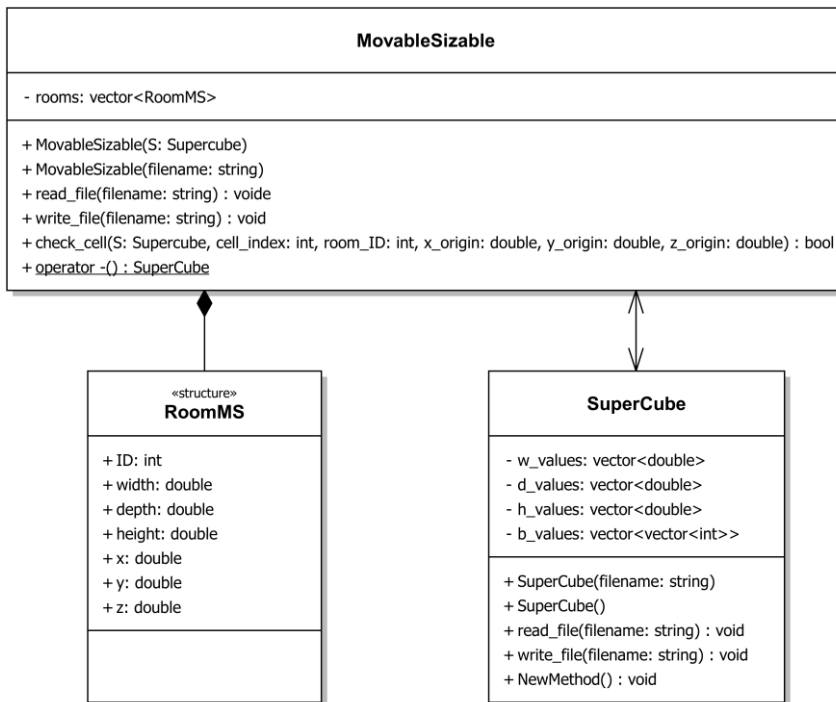 MovableSizable
- rooms: vector<RoomMS>
+ MovableSizable(S: Supercube)
+ MovableSizable(filename: string)
+ read_file(filename: string) : voide
+ write_file(filename: string) : void
+ check_cell(S: Supercube, cell_index: int, room_ID: int, x_origin: double, y_origin: double, z_origin: double) : bool
+ operator -() : SuperCube
«structure»
RoomMS
+ ID: int
+ width: double
+ depth: double
+ height: double
+ x: double
+ y: double
+ z: double
SuperCube
- w_values: vector<double>
- d_values: vector<double>
- h_values: vector<double>
- b_values: vector<vector<int>>
+ SuperCube(filename: string)
+ SuperCube()
+ read_file(filename: string) : void
+ write_file(filename: string) : void
+ NewMethod() : void